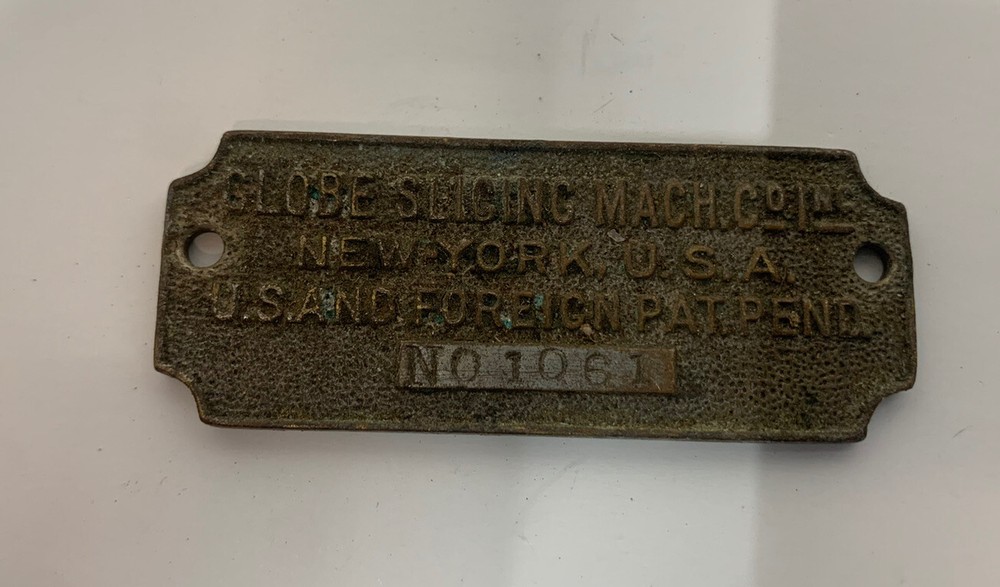 GLOBE SLICING MACH. CO. INC.
NEW-YORK, U.S.A.
U.S. AND FOREIGN PAT. PEND.
NO 1061